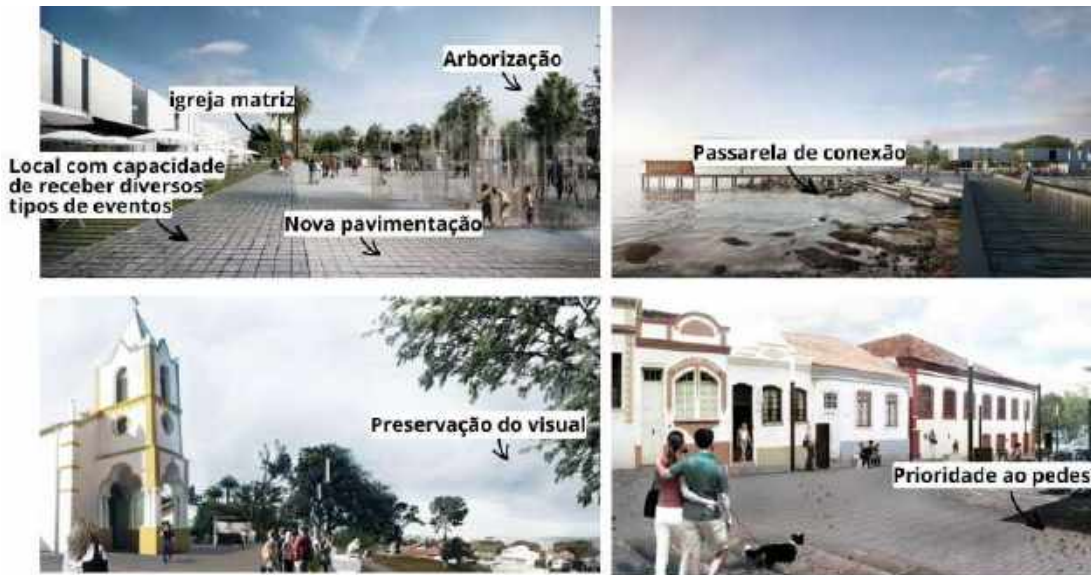 Arborização
igreja matriz
Local com capacidade
de receber diversos
tipos de eventos
Nova pavimentação
Passarela de conexão
Preservação do visual
Prioridade ao pedes